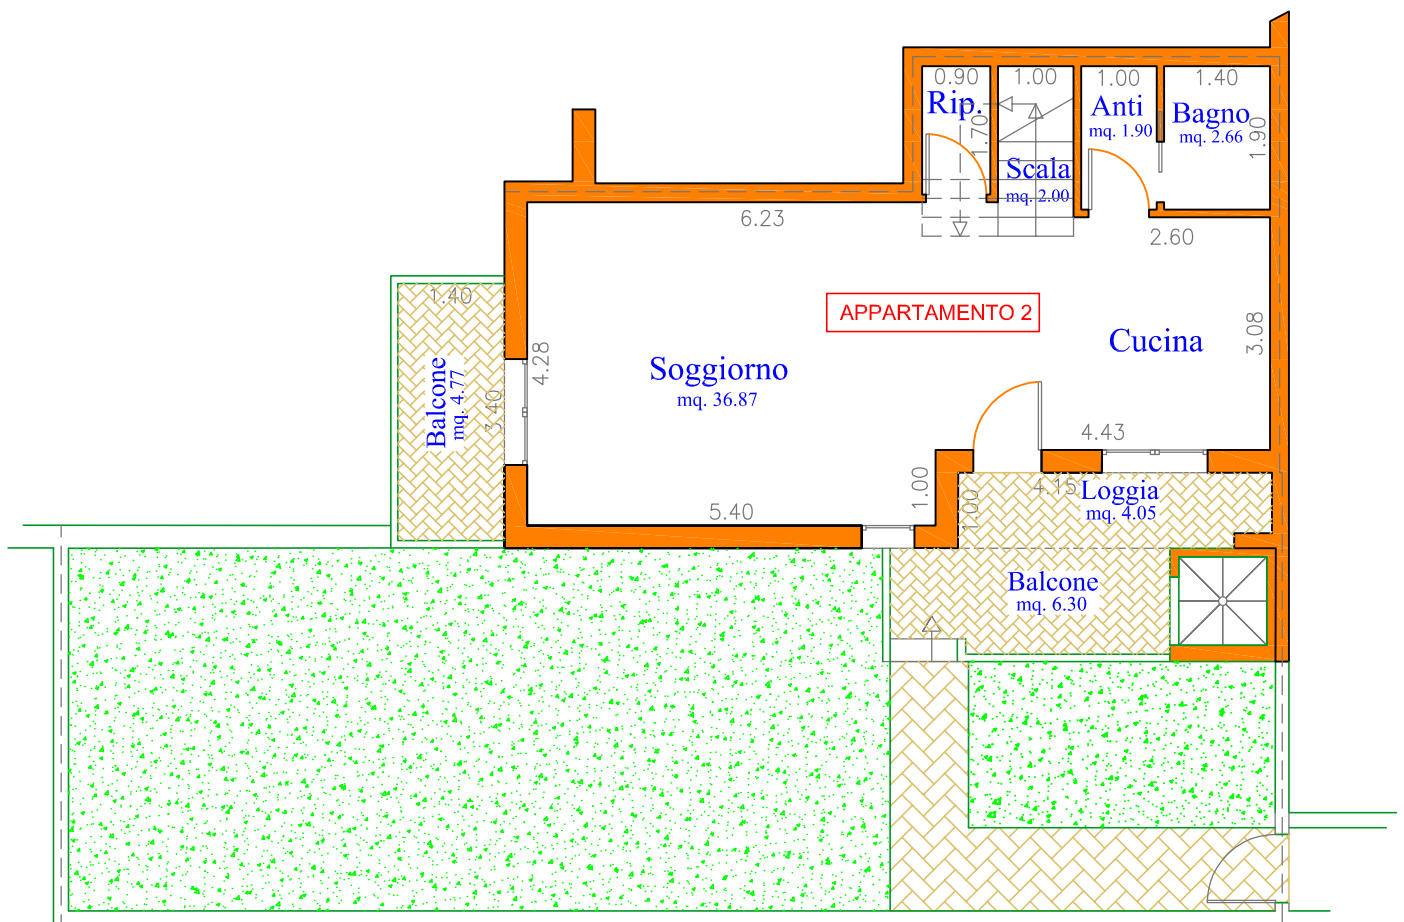 0.90
1.00
1.00
1.40
Rip.
Anti
mq. 1.90
Bagno
mq. 2.66
1.70
1.90
Scala
mq. 2.00
6.23
2.60
1.40
APPARTAMENTO 2
Cucina
3.08
4.28
Soggiorno
mq. 36.87
Balcone
mq. 4.77
3.40
4.43
1.00
4.15
Loggia
mq. 4.05
1.00
5.40
Balcone
mq. 6.30